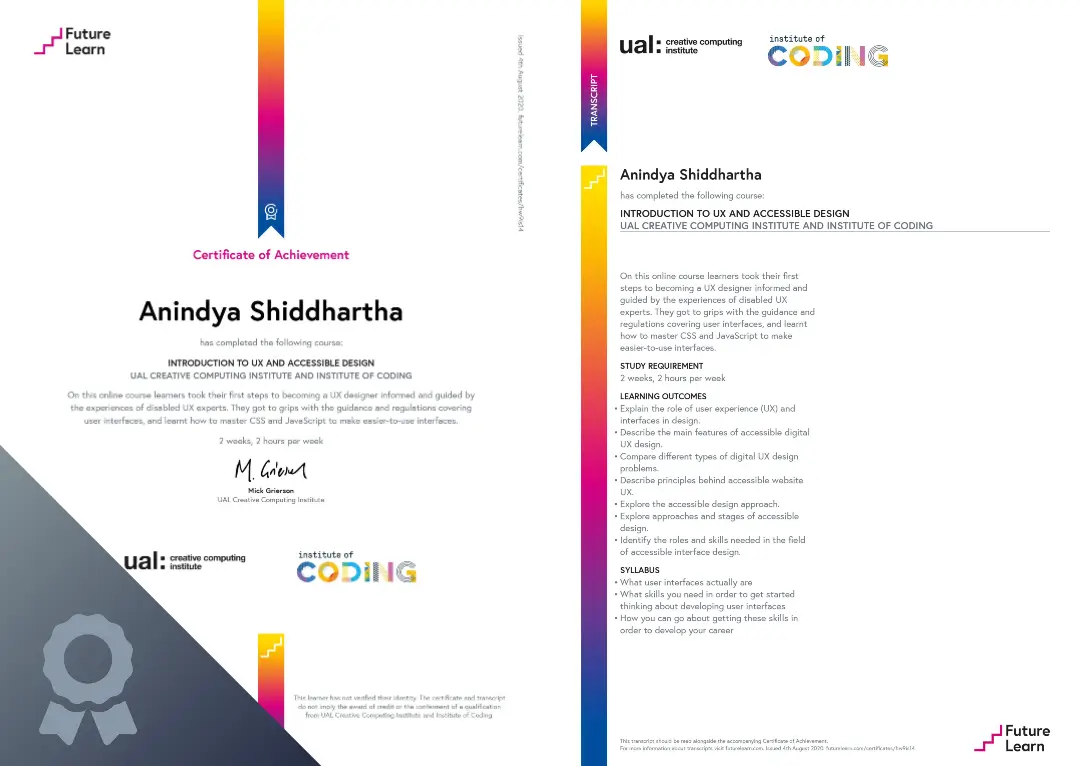 Future
Learn
Issued 4th August 2020. futurelearn.com/certificates/hw9is14
Certificate of Achievement
Anindya Shiddhartha
has completed the following course:
INTRODUCTION TO UX AND ACCESSIBLE DESIGN
UAL CREATIVE COMPUTING INSTITUTE AND INSTITUTE OF CODING
On this online course learners took their first steps to becoming a UX designer informed and guided by
the experiences of disabled UX experts. They got to grips with the guidance and regulations covering
user interfaces, and learnt how to master CSS and JavaScript to make easier-to-use interfaces.
2 weeks, 2 hours per week
M. Grierson
Mick Grierson
UAL Creative Computing Institute
ual: creative computing
institute
institute of
CODING
This learner has not verified their identity. The certificate and transcript
do not imply the award of credit or the conferment of a qualification
from UAL Creative Computing Institute and Institute of Coding
TRANSCRIPT
ual: creative computing
institute
institute of
CODING
Anindya Shiddhartha
has completed the following course:
INTRODUCTION TO UX AND ACCESSIBLE DESIGN
UAL CREATIVE COMPUTING INSTITUTE AND INSTITUTE OF CODING
On this online course learners took their first
steps to becoming a UX designer informed and
guided by the experiences of disabled UX
experts. They got to grips with the guidance and
regulations covering user interfaces, and learnt
how to master CSS and JavaScript to make
easier-to-use interfaces.
STUDY REQUIREMENT
2 weeks, 2 hours per week
LEARNING OUTCOMES
• Explain the role of user experience (UX) and
interfaces in design.
• Describe the main features of accessible digital
UX design.
• Compare different types of digital UX design
problems.
• Describe principles behind accessible website
UX.
• Explore the accessible design approach.
• Explore approaches and stages of accessible
design.
• Identify the roles and skills needed in the field
of accessible interface design.
SYLLABUS
• What user interfaces actually are
• What skills you need in order to get started
thinking about developing user interfaces
• How you can go about getting these skills in
order to develop your career
This transcript should be read alongside the accompanying Certificate of Achievement.
For more information about transcripts visit futurelearn.com. Issued 4th August 2020. futurelearn.com/certificates/hw9is14
Future
Learn